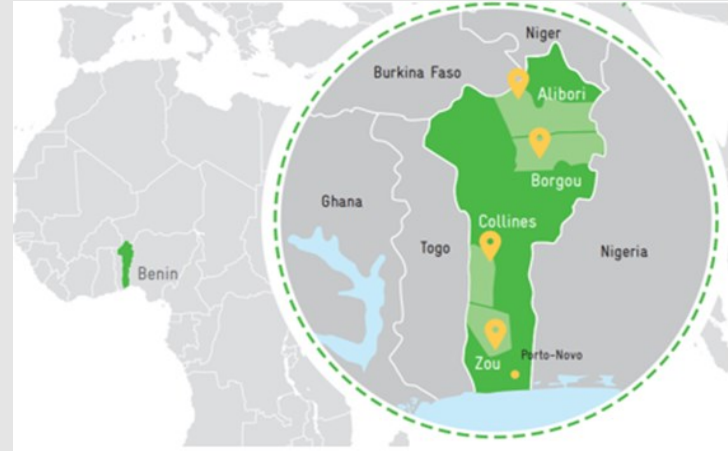 Niger
Burkina Faso
Alibori
Borgou
Ghana
Collines
Togo
Nigeria
Benin
Zou
Porto-Novo